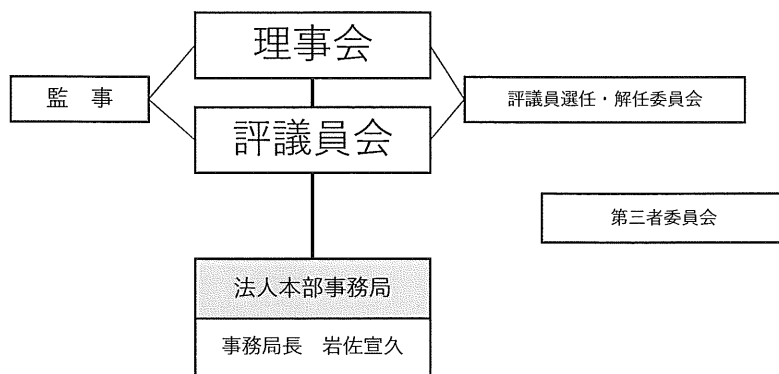 理事会
監　事
評議員選任・解任委員会
評議員会
第三者委員会
法人本部事務局
事務局長　岩佐宣久